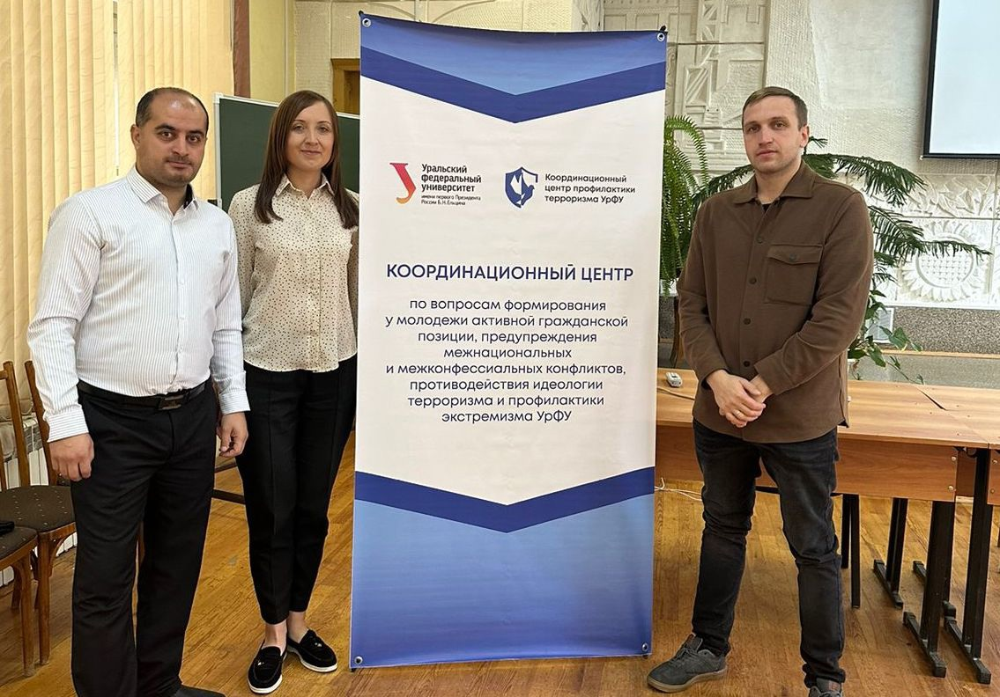 Уральский
федеральный
университет
имени первого Президента
России Б.Н.Ельцина
Координационный
центр профилактики
терроризма УрФУ
КООРДИНАЦИОННЫЙ ЦЕНТР
по вопросам формирования
у молодежи активной гражданской
позиции, предупреждения
межнациональных
и межконфессиальных конфликтов,
противодействия идеологии
терроризма и профилактики
экстремизма УрФУ